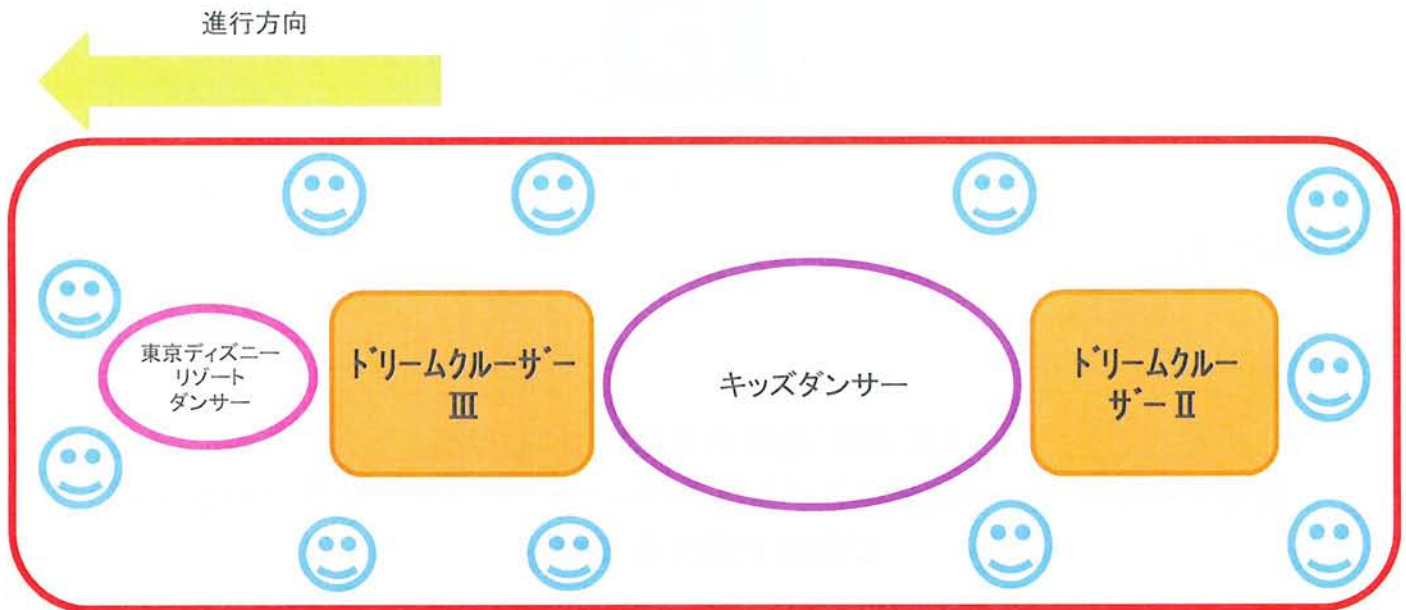 進行方向
東京ディズニー
リゾート
ダンサー
ドリームクルーザー
Ⅲ
キッズダンサー
ドリームクルー
ザーⅡ